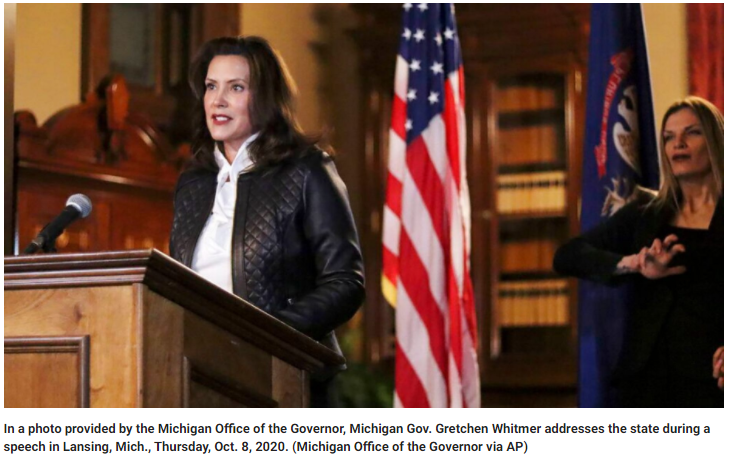 In a photo provided by the Michigan Office of the Governor, Michigan Gov. Gretchen Whitmer addresses the state during a
speech in Lansing, Mich., Thursday, Oct. 8, 2020. (Michigan Office of the Governor via AP)